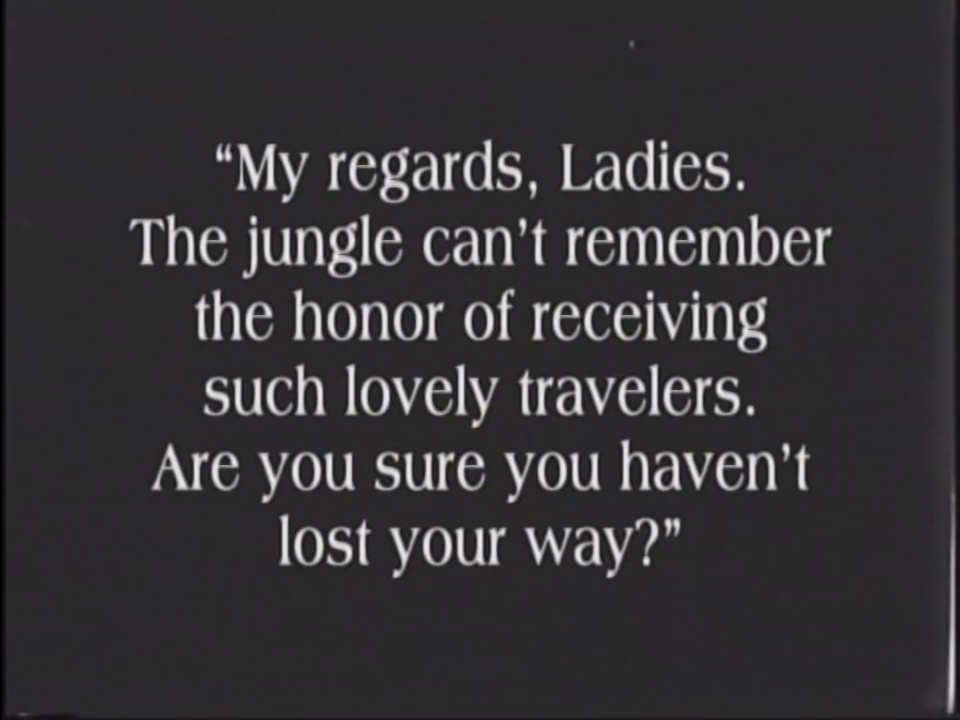 “My regards, Ladies.
The jungle can’t remember
the honor of receiving
such lovely travelers.
Are you sure you haven’t
lost your way?”